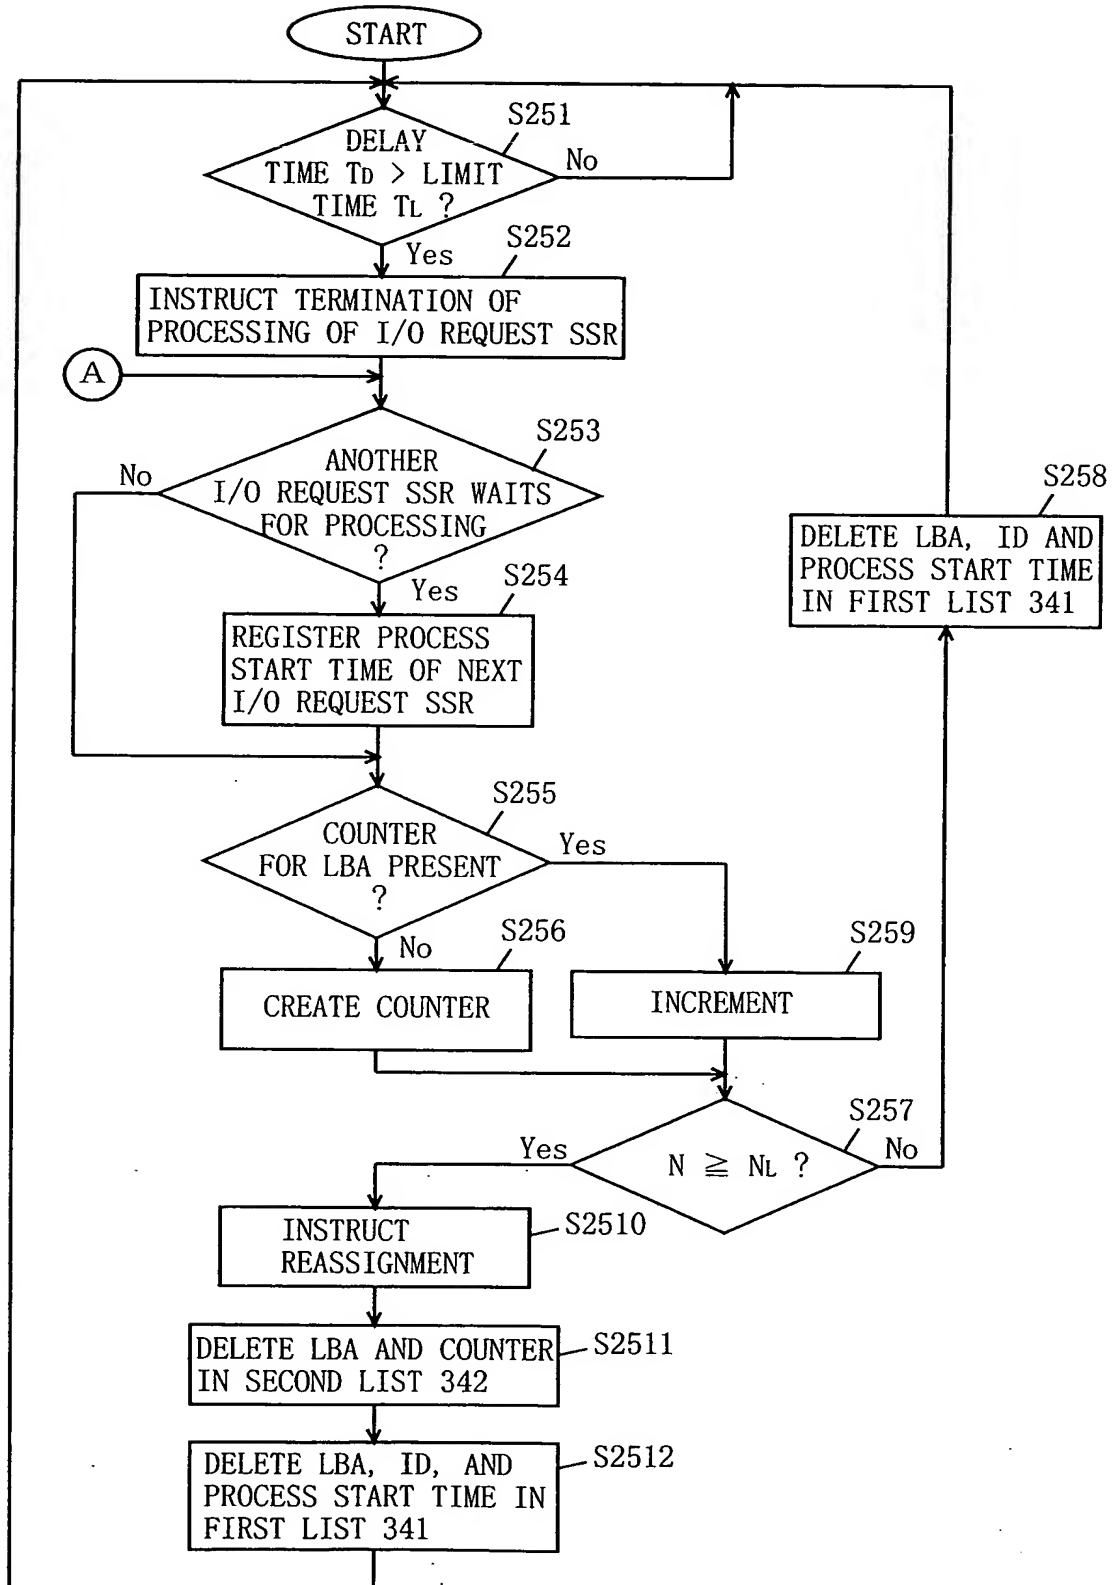 START
S251
DELAY
TIME TD > LIMIT
TIME TL ?
No
Yes
S252
INSTRUCT TERMINATION OF
PROCESSING OF I/O REQUEST SSR
A
S253
No
ANOTHER
I/O REQUEST SSR WAITS
FOR PROCESSING
?
Yes
S254
REGISTER PROCESS
START TIME OF NEXT
I/O REQUEST SSR
S258
DELETE LBA, ID AND
PROCESS START TIME
IN FIRST LIST 341
S255
COUNTER
FOR LBA PRESENT
?
Yes
No
S256
CREATE COUNTER
S259
INCREMENT
S257
Yes
N ≧ NL ?
No
INSTRUCT
REASSIGNMENT
S2510
DELETE LBA AND COUNTER
IN SECOND LIST 342
S2511
DELETE LBA, ID, AND
PROCESS START TIME IN
FIRST LIST 341
S2512